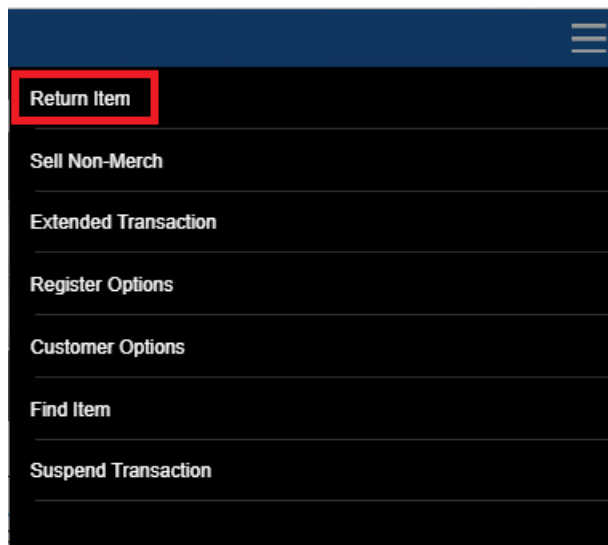 Return Item
Sell Non-Merch
Extended Transaction
Register Options
Customer Options
Find Item
Suspend Transaction